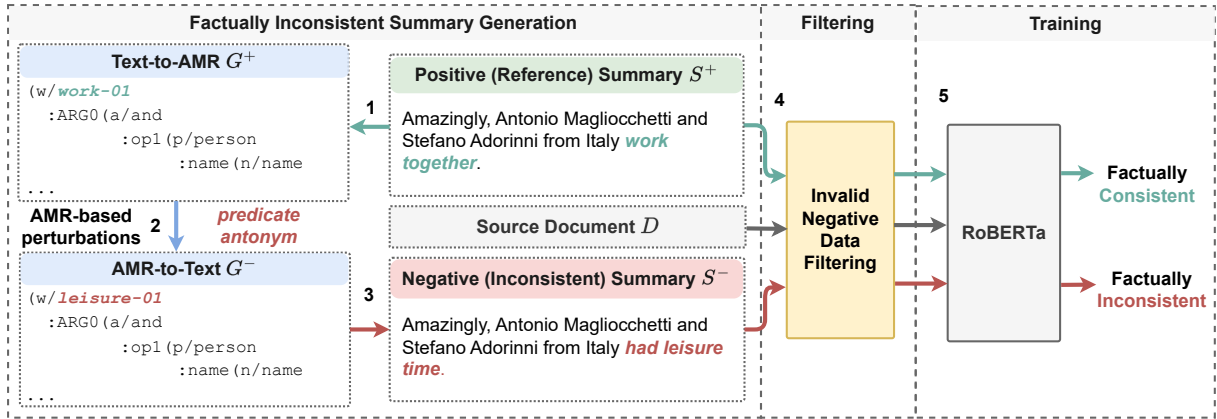 Factually Inconsistent Summary Generation
Filtering
Training
Text-to-AMR G⁺
(w/work-01
:ARG0(a/and
:op1(p/person
:name(n/name
...
1
Positive (Reference) Summary S⁺
Amazingly, Antonio Magliocchetti and
Stefano Adorinni from Italy work
together.
AMR-based
perturbations
2
predicate
antonym
Source Document D
AMR-to-Text G⁻
(w/leisure-01
:ARG0(a/and
:op1(p/person
:name(n/name
...
3
Negative (Inconsistent) Summary S⁻
Amazingly, Antonio Magliocchetti and
Stefano Adorinni from Italy had leisure
time.
4
Invalid
Negative
Data
Filtering
5
RoBERTa
Factually
Consistent
Factually
Inconsistent